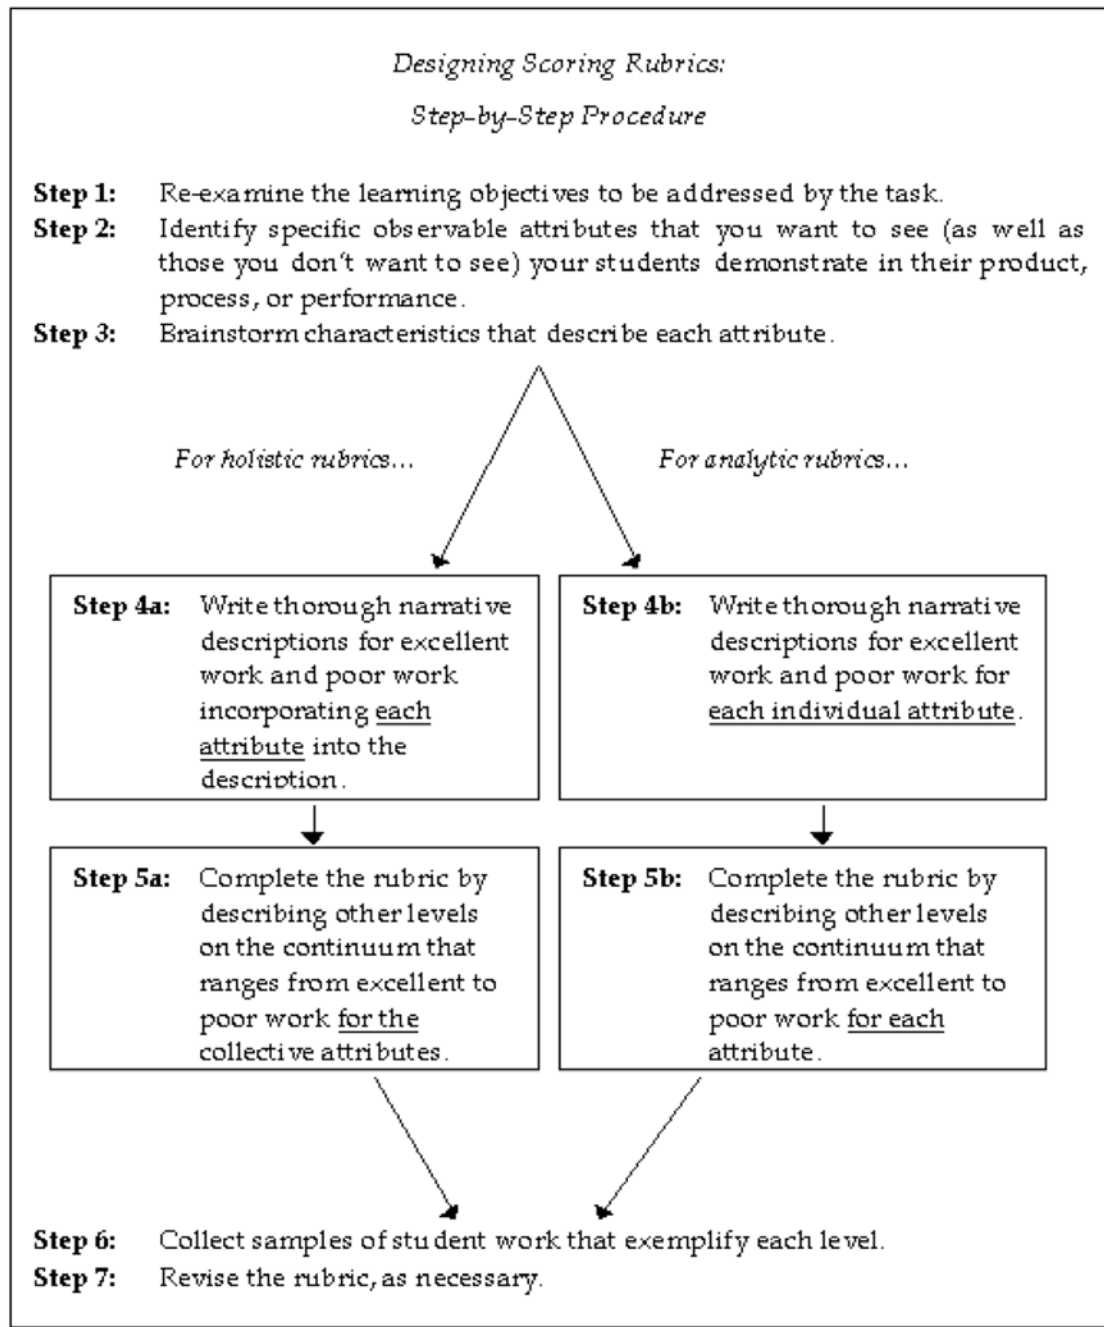 Designing Scoring Rubrics:
Step-by-Step Procedure
Step 1: Re-examine the learning objectives to be addressed by the task.
Step 2: Identify specific observable attributes that you want to see (as well as
those you don't want to see) your students demonstrate in their product,
process, or performance.
Step 3: Brainstorm characteristics that describe each attribute.
For holistic rubrics...
For analytic rubrics...
Step 4a: Write thorough narrative
descriptions for excellent
work and poor work
incorporating each
attribute into the
description.
Step 4b: Write thorough narrative
descriptions for excellent
work and poor work for
each individual attribute.
Step 5a: Complete the rubric by
describing other levels
on the continuum that
ranges from excellent to
poor work for the
collective attributes.
Step 5b: Complete the rubric by
describing other levels
on the continuum that
ranges from excellent to
poor work for each
attribute.
Step 6: Collect samples of student work that exemplify each level.
Step 7: Revise the rubric, as necessary.